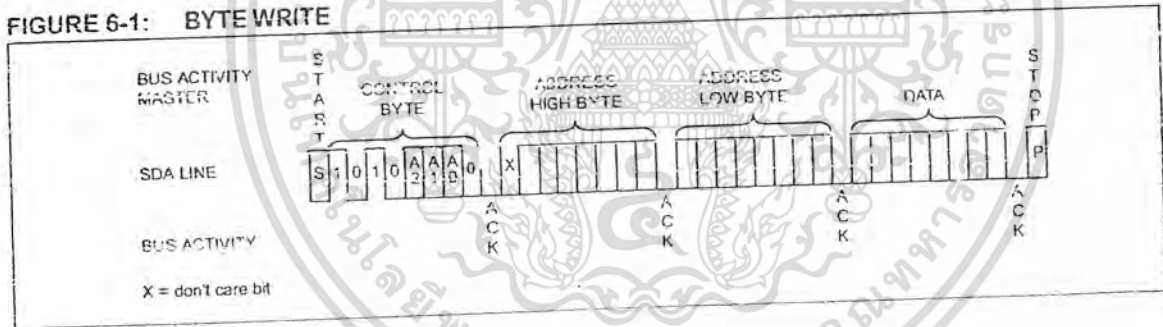 FIGURE 6-1: BYTE WRITE
BUS ACTIVITY
MASTER
START
CONTROL
BYTE
ADDRESS
HIGH BYTE
ADDRESS
LOW BYTE
DATA
STOP
SDA LINE
S 1 0 1 0 A2 A1 A0 0 X P
ACK ACK ACK ACK
BUS ACTIVITY
X = don't care bit